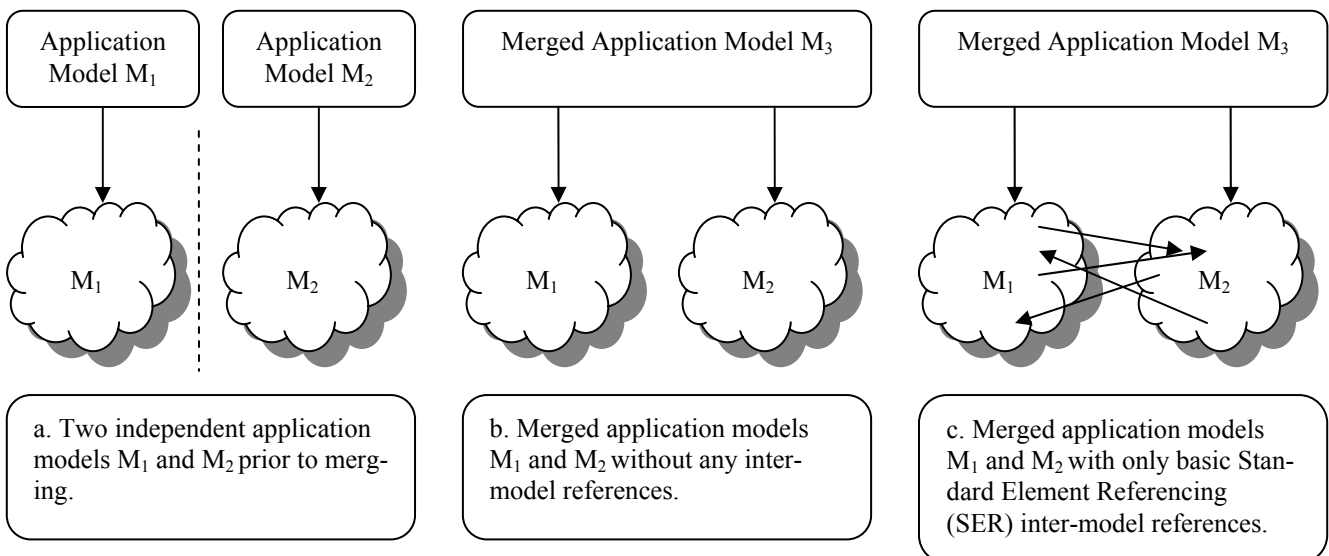 Application
Model M₁
Application
Model M₂
Merged Application Model M₃
Merged Application Model M₃
M₁
M₂
M₁
M₂
M₁
M₂
a. Two independent application
models M₁ and M₂ prior to merg-
ing.
b. Merged application models
M₁ and M₂ without any inter-
model references.
c. Merged application models
M₁ and M₂ with only basic Stan-
dard Element Referencing
(SER) inter-model references.